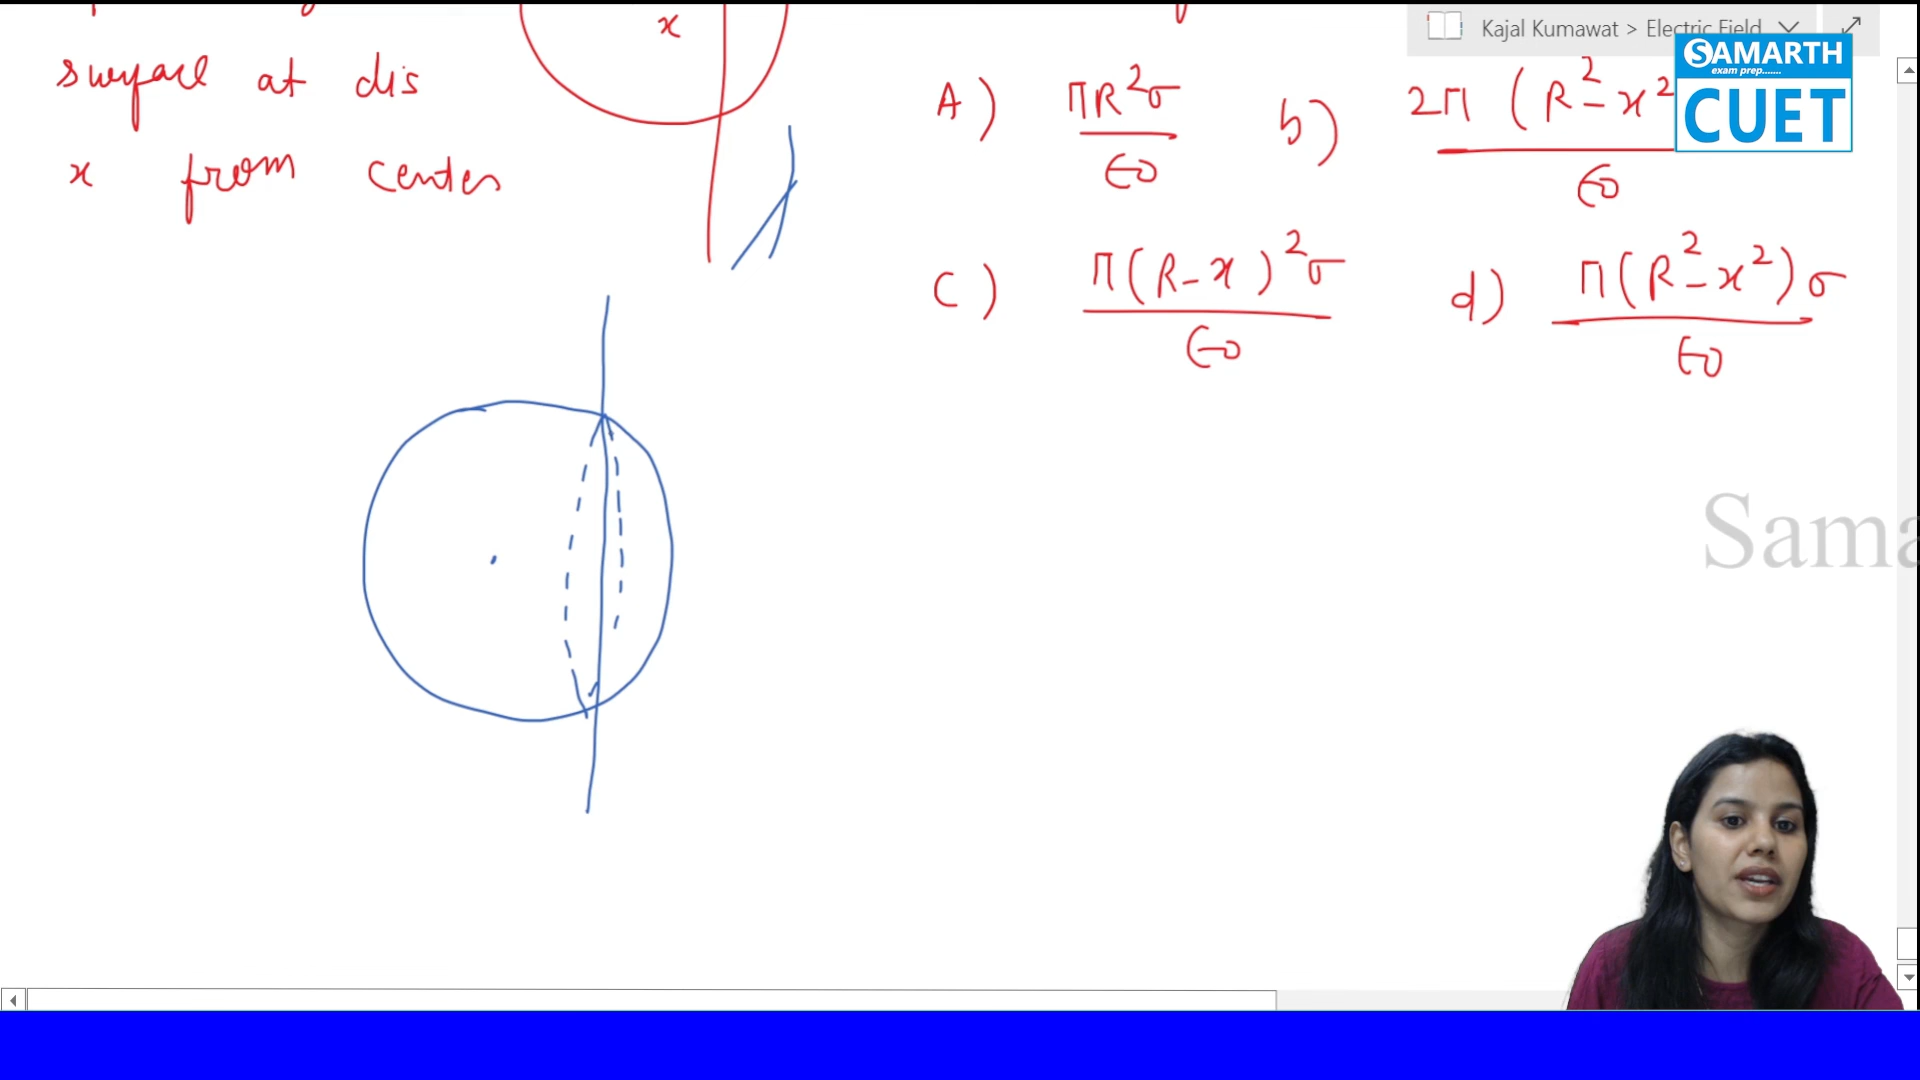 x
Kajal Kumawat > Electric Field
SAMARTH
exam prep.......
CUET
surface at dis
x from center
A) πR²σ / ε0
b) 2π (R²-x² / ε0
c) π(R-x)²σ / ε0
d) π(R²-x²)σ / ε0
Sama